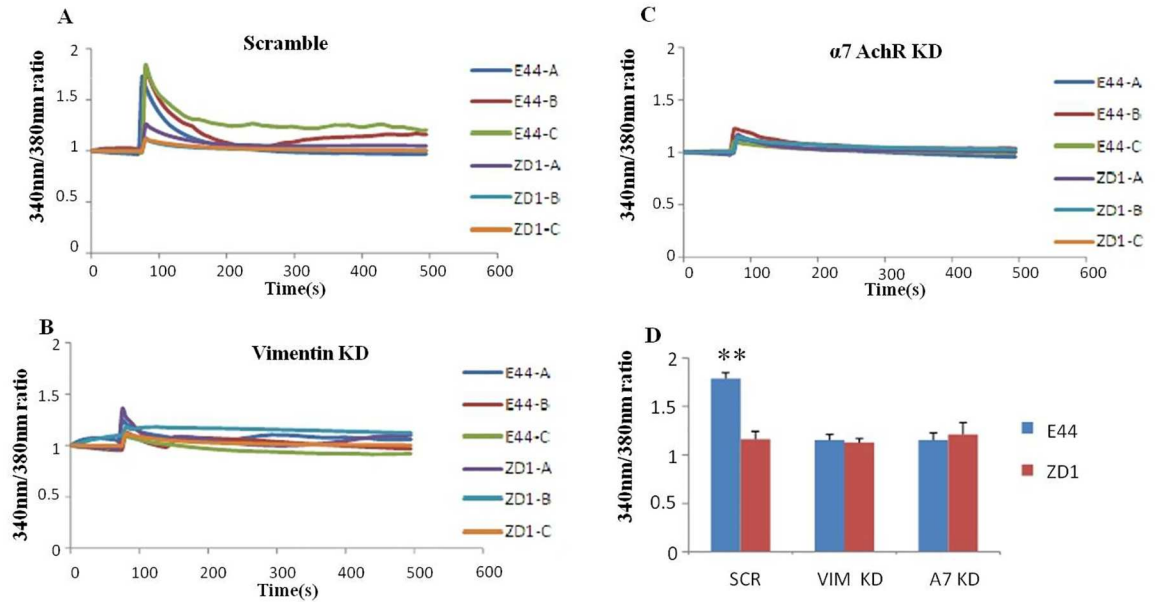 A
Scramble
340nm/380nm ratio
2
1.5
1
0.5
0
0 100 200 300 400 500 600
Time(s)
E44-A
E44-B
E44-C
ZD1-A
ZD1-B
ZD1-C
B
Vimentin KD
340nm/380nm ratio
2
1.5
1
0.5
0
0 100 200 300 400 500 600
Time(s)
E44-A
E44-B
E44-C
ZD1-A
ZD1-B
ZD1-C
C
α7 AchR KD
340nm/380nm ratio
2
1.5
1
0.5
0
0 100 200 300 400 500 600
Time(s)
E44-A
E44-B
E44-C
ZD1-A
ZD1-B
ZD1-C
D
340nm/380nm ratio
2
1.5
1
0.5
0
**
SCR VIM KD A7 KD
E44
ZD1